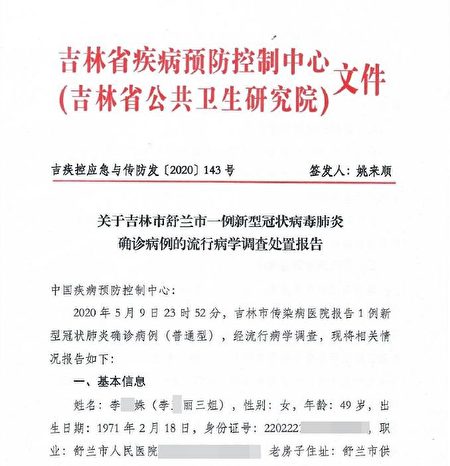 吉林省疾病预防控制中心
(吉林省公共卫生研究院) 文件
吉疾控应急与传防发〔2020〕143 号 签发人：姚来顺
关于吉林市舒兰市一例新型冠状病毒肺炎
确诊病例的流行病学调查处置报告
中国疾病预防控制中心：
2020 年 5 月 9 日 23 时 52 分，吉林市传染病医院报告 1 例新
型冠状肺炎确诊病例（普通型），经流行病学调查，现将相关情
况报告如下：
一、基本信息
姓名：李 姝（李 丽三姐），性别：女，年龄：49 岁，出
生日期：1971 年 2 月 18 日，身份证号：220222
业：舒兰市人民医院 老房子住址：舒兰市供